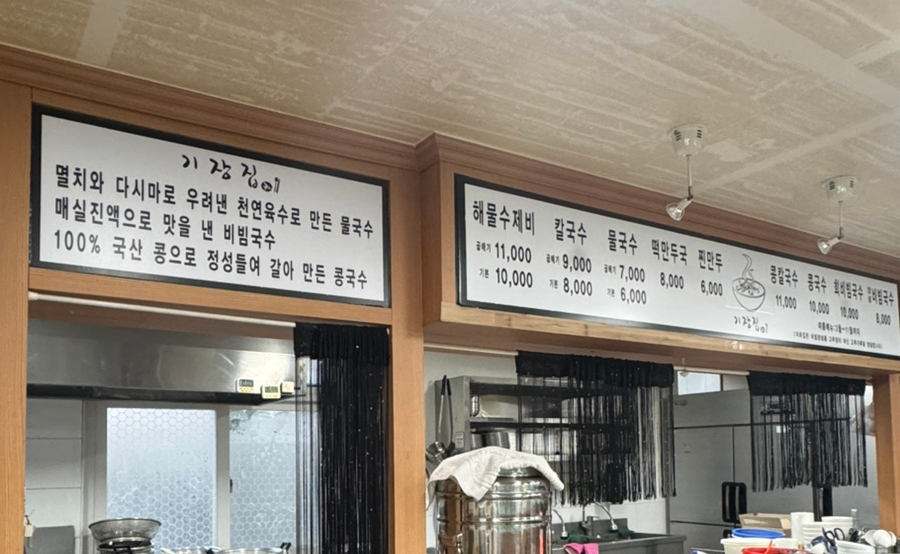 기장집
멸치와 다시마로 우려낸 천연육수로 만든 물국수
매실진액으로 맛을 낸 비빔국수
100% 국산 콩으로 정성들여 갈아 만든 콩국수
해물수제비 칼국수 물국수 떡만두국 찐만두
곱배기 11,000 곱배기 9,000 곱배기 7,000 8,000 6,000
기본 10,000 기본 8,000 기본 6,000
기장집
콩칼국수 콩국수 회비빔국수 비빔국수
11,000 10,000 10,000 8,000